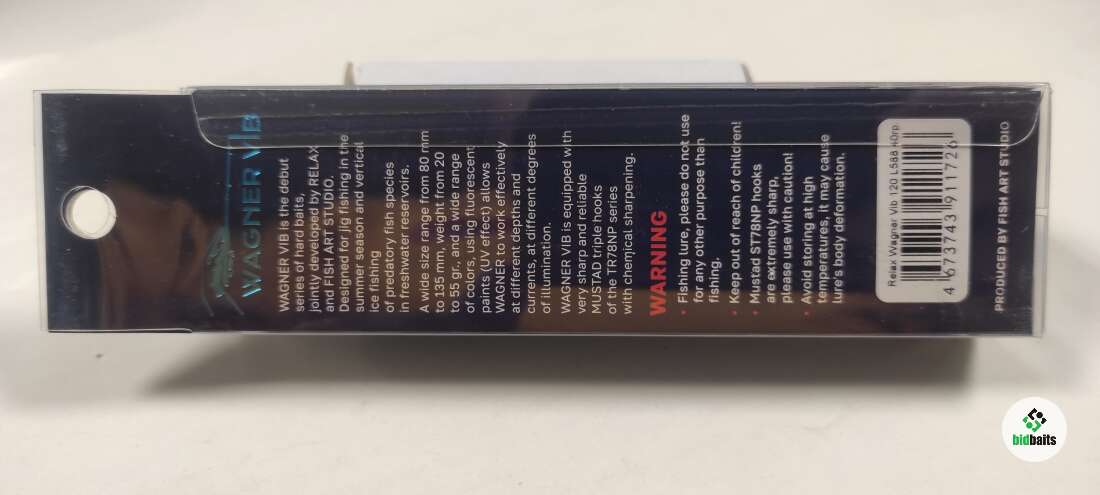 WAGNER VIB
WAGNER VIB is the debut
series of hard baits,
jointly developed by RELAX
and FISH ART STUDIO.
Designed for jig fishing in the
summer season and vertical
ice fishing
of predatory fish species
in freshwater reservoirs.
A wide size range from 80 mm
to 135 mm, weight from 20
to 55 gr., and a wide range
of colors, using fluorescent
paints (UV effect) allows
WAGNER to work effectively
at different depths and
currents, at different degrees
of illumination.
WAGNER VIB is equipped with
very sharp and reliable
MUSTAD triple hooks
of the TR78NP series
with chemical sharpening.
WARNING
• Fishing lure, please do not use
for any other purpose than
fishing.
• Keep out of reach of children!
• Mustad ST78NP hooks
are extremely sharp,
please use with caution!
• Avoid storing at high
temperatures, it may cause
lure's body deformation.
Relax Wagner Vib 120 L588 40гр.
4 673743 911726
PRODUCED BY FISH ART STUDIO
bidbaits